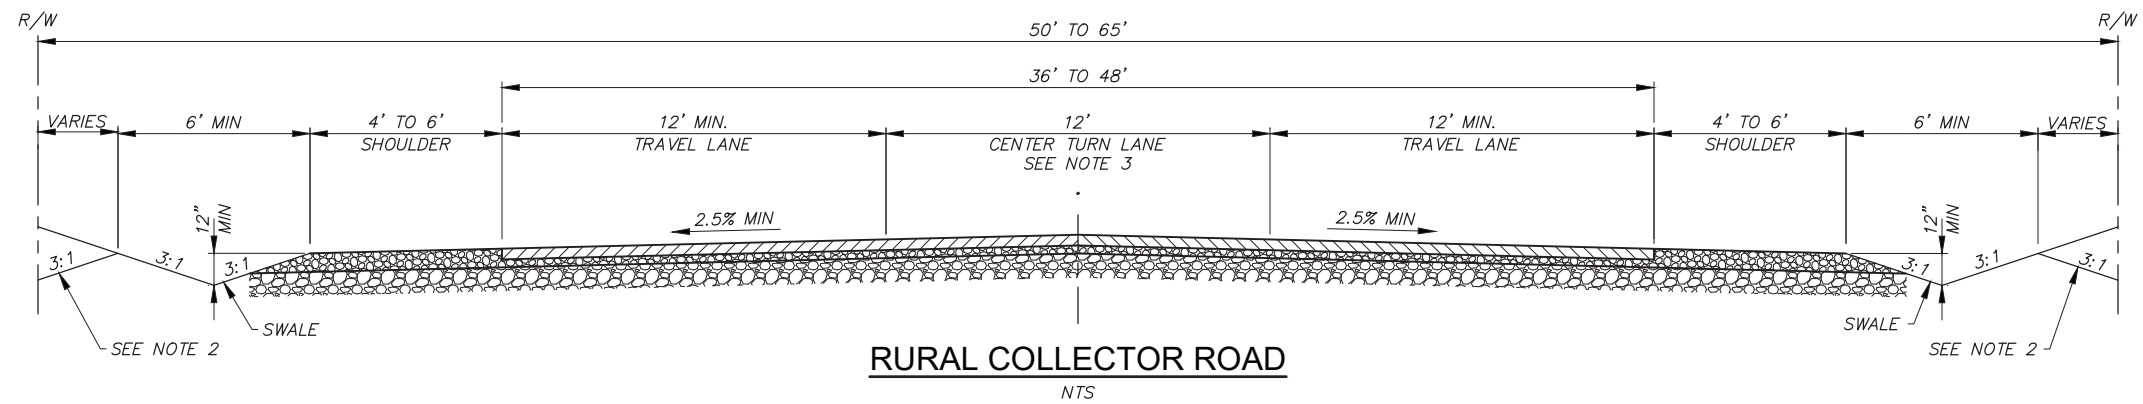 R/W
R/W
50' TO 65'
36' TO 48'
VARIES
6' MIN
4' TO 6'
SHOULDER
12' MIN.
TRAVEL LANE
12'
CENTER TURN LANE
SEE NOTE 3
12' MIN.
TRAVEL LANE
4' TO 6'
SHOULDER
6' MIN
VARIES
12"
MIN
2.5% MIN
2.5% MIN
12"
MIN
3:1
3:1
3:1
3:1
3:1
3:1
SWALE
SEE NOTE 2
SWALE
SEE NOTE 2
RURAL COLLECTOR ROAD
NTS